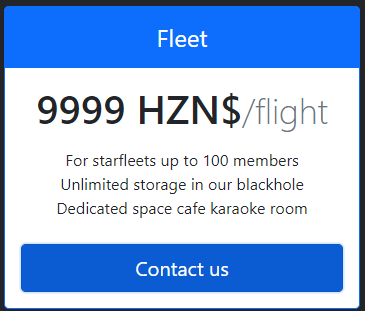 Fleet
9999 HZN$/flight
For starfleets up to 100 members
Unlimited storage in our blackhole
Dedicated space cafe karaoke room
Contact us